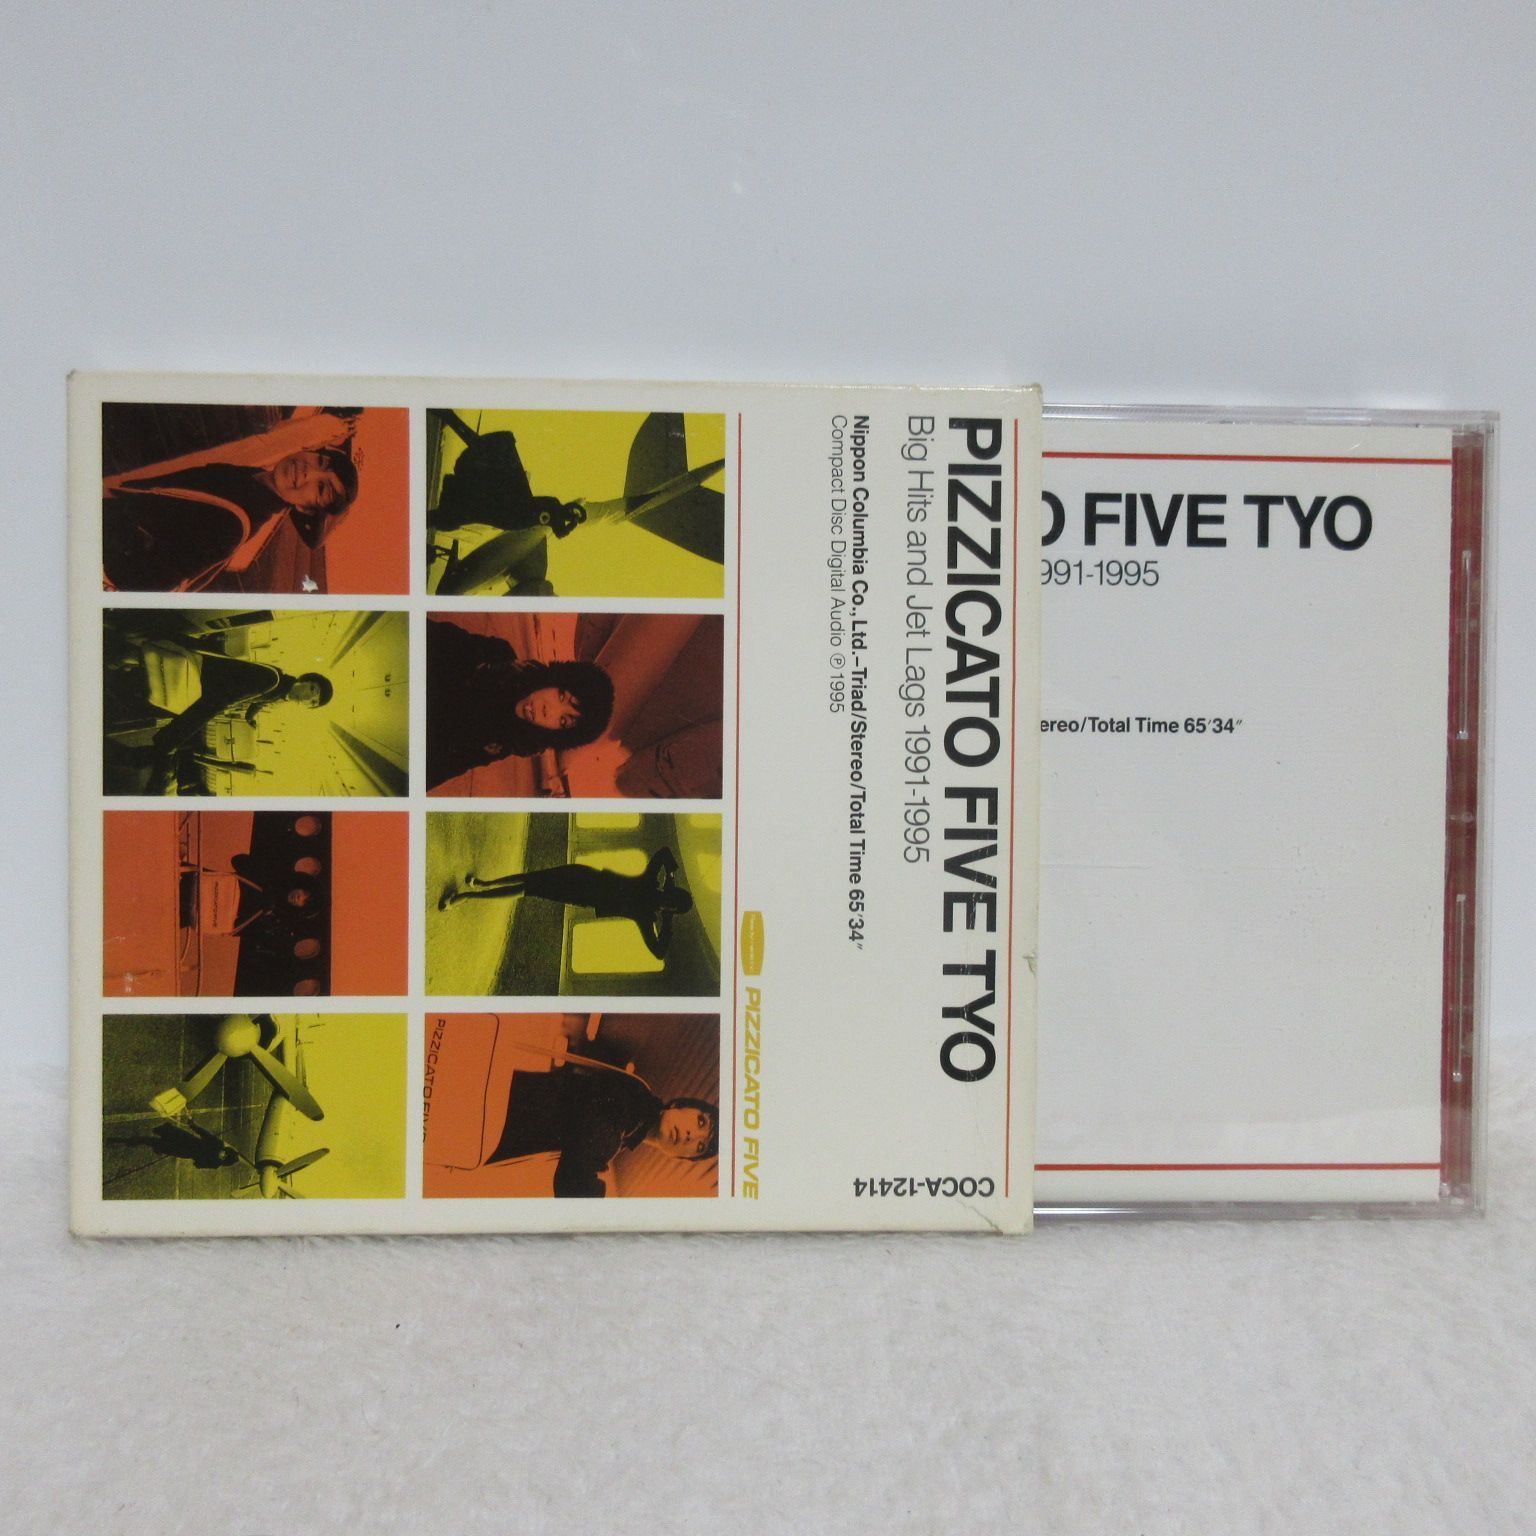 PIZZICATO FIVE TYO
Big Hits and Jet Lags 1991-1995
Nippon Columbia Co., Ltd.–Triad/Stereo/Total Time 65′34″
Compact Disc Digital Audio ℗ 1995
COCA-12414
PIZZICATO FIVE
PIZZICATO FIVE
O FIVE TYO
991-1995
ereo/Total Time 65′34″